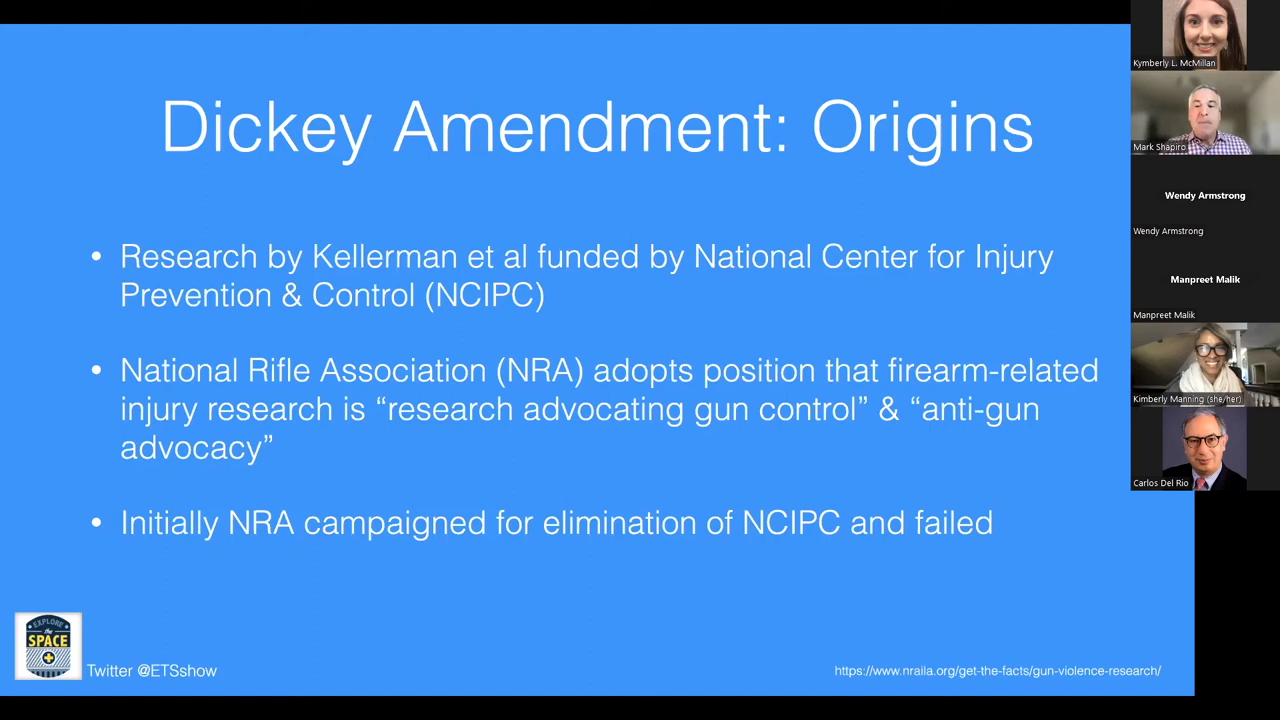 Dickey Amendment: Origins
• Research by Kellerman et al funded by National Center for Injury
Prevention & Control (NCIPC)
• National Rifle Association (NRA) adopts position that firearm-related
injury research is “research advocating gun control” & “anti-gun
advocacy”
• Initially NRA campaigned for elimination of NCIPC and failed
EXPLORE
the
SPACE
Twitter @ETSshow
https://www.nraila.org/get-the-facts/gun-violence-research/
Kymberly L. McMillan
Mark Shapiro
Wendy Armstrong
Wendy Armstrong
Manpreet Malik
Manpreet Malik
Kimberly Manning (she/her)
Carlos Del Rio